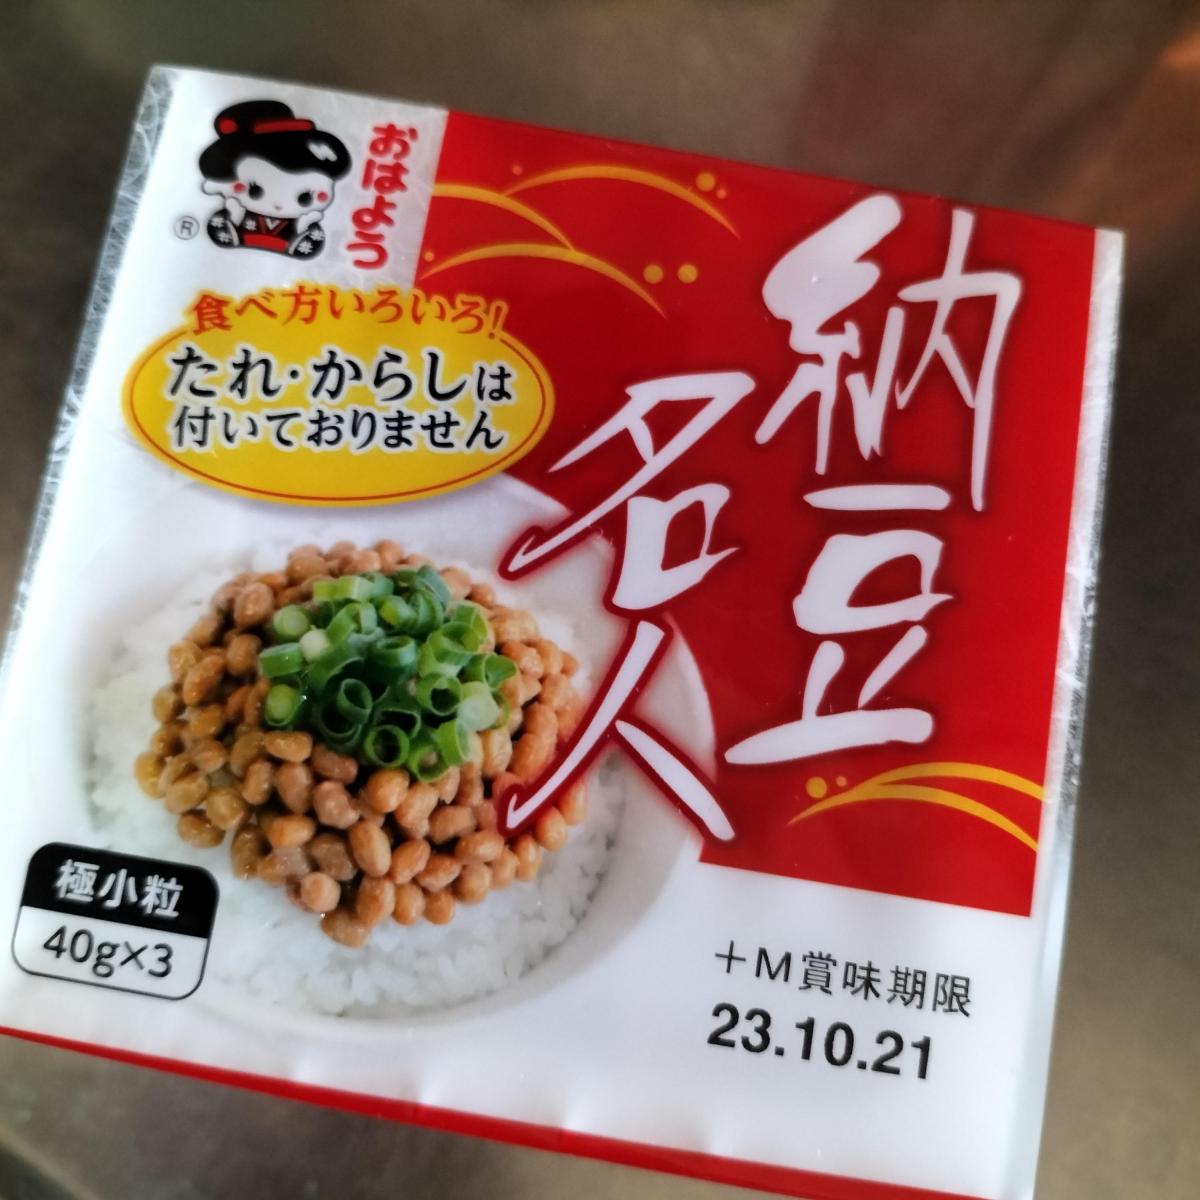 おはよう
®
食べ方いろいろ!
たれ・からしは
付いておりません
納豆
名人
極小粒
40g×3
+M賞味期限
23.10.21